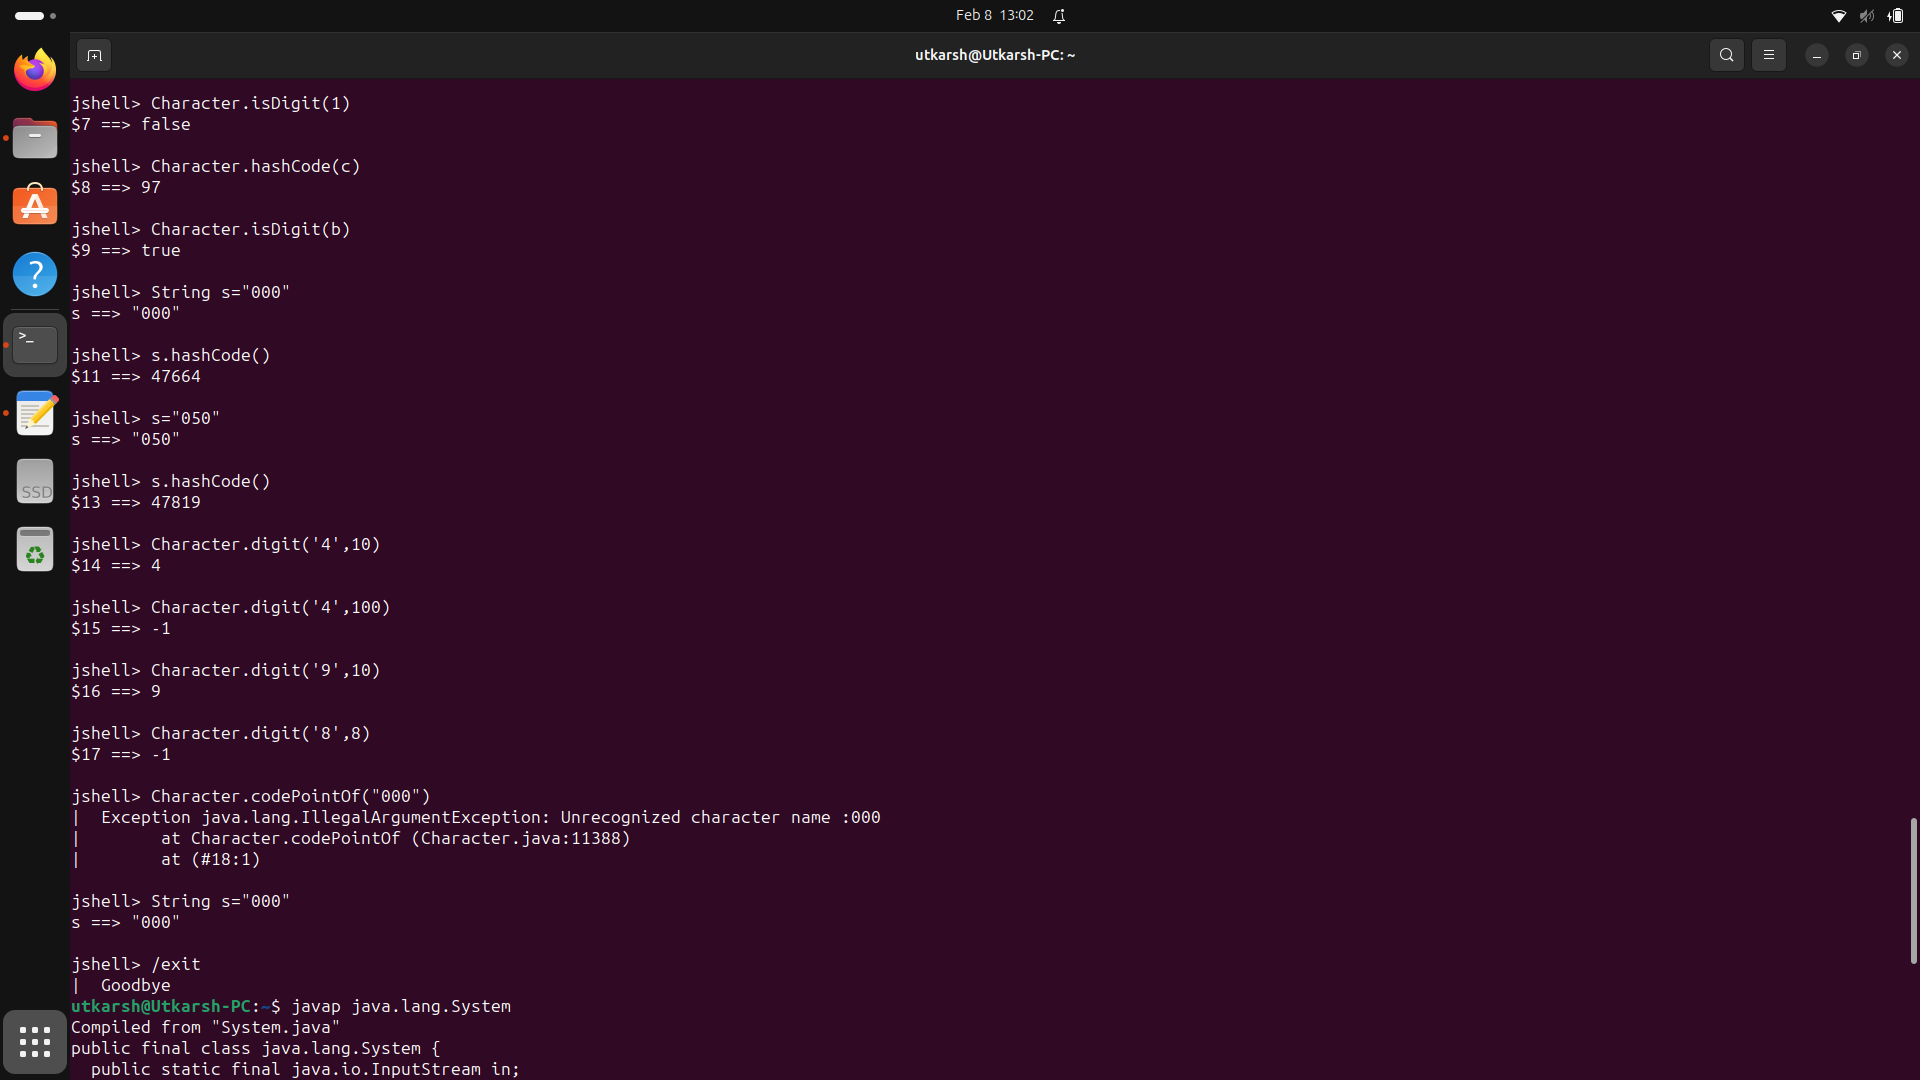 Feb 8 13:02
utkarsh@Utkarsh-PC: ~
jshell> Character.isDigit(1)
$7 ==> false
jshell> Character.hashCode(c)
$8 ==> 97
jshell> Character.isDigit(b)
$9 ==> true
jshell> String s="000"
s ==> "000"
jshell> s.hashCode()
$11 ==> 47664
jshell> s="050"
s ==> "050"
jshell> s.hashCode()
$13 ==> 47819
jshell> Character.digit('4',10)
$14 ==> 4
jshell> Character.digit('4',100)
$15 ==> -1
jshell> Character.digit('9',10)
$16 ==> 9
jshell> Character.digit('8',8)
$17 ==> -1
jshell> Character.codePointOf("000")
|  Exception java.lang.IllegalArgumentException: Unrecognized character name :000
|        at Character.codePointOf (Character.java:11388)
|        at (#18:1)
jshell> String s="000"
s ==> "000"
jshell> /exit
|  Goodbye
utkarsh@Utkarsh-PC:~$ javap java.lang.System
Compiled from "System.java"
public final class java.lang.System {
  public static final java.io.InputStream in;
SSD